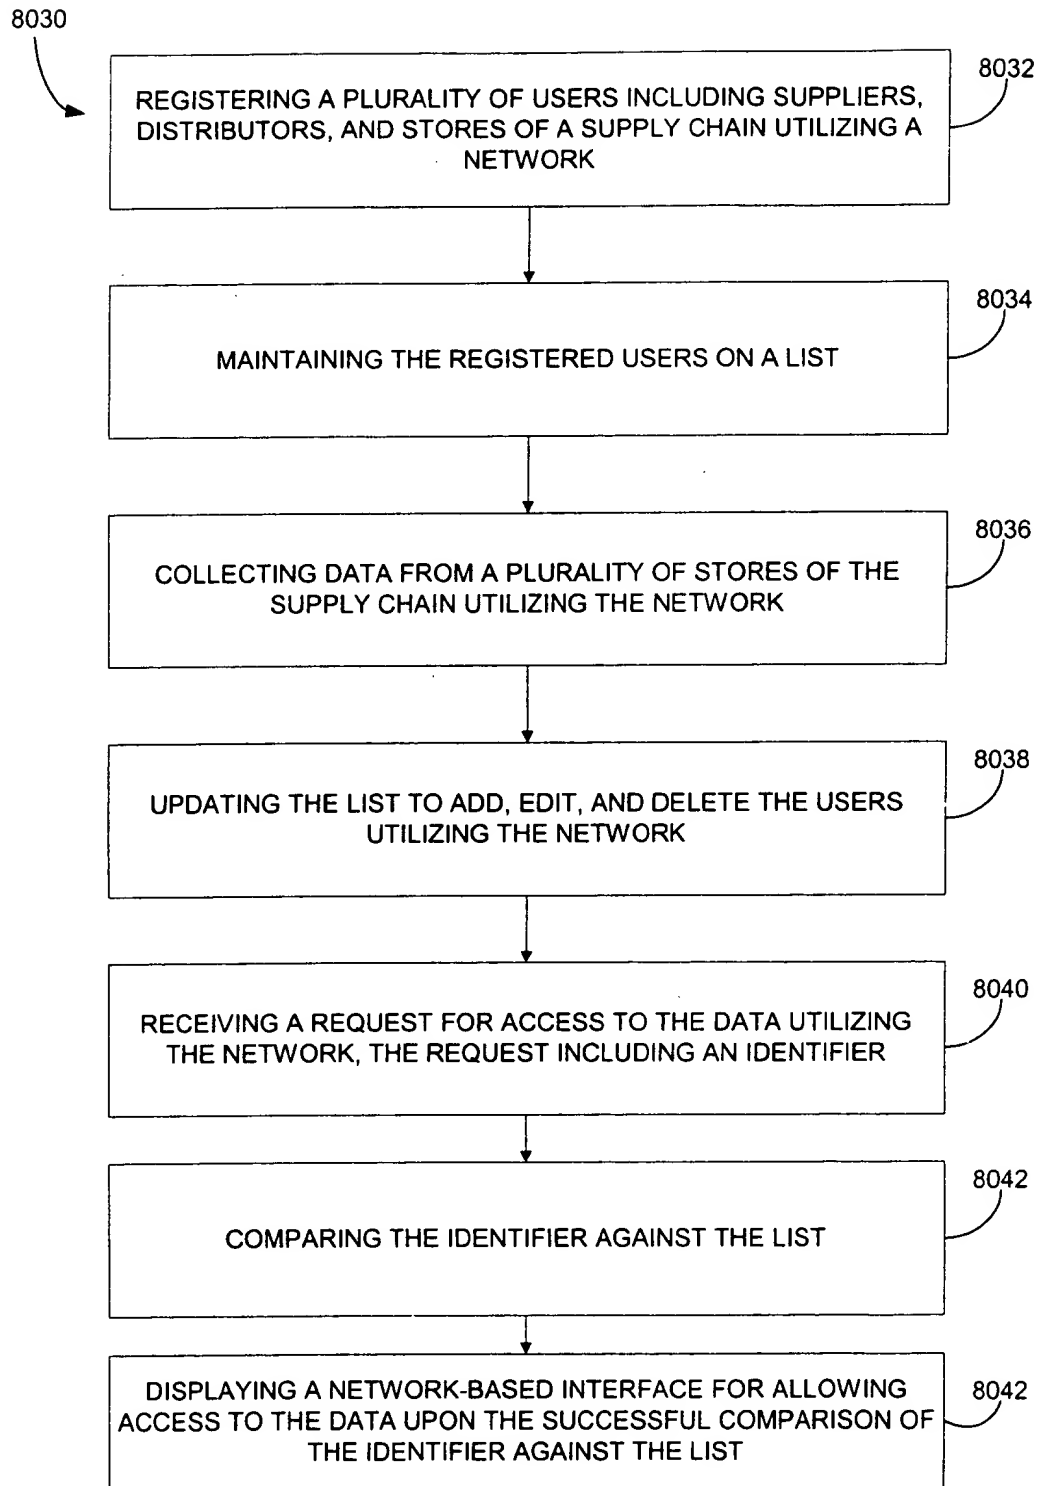 8030
8032
REGISTERING A PLURALITY OF USERS INCLUDING SUPPLIERS,
DISTRIBUTORS, AND STORES OF A SUPPLY CHAIN UTILIZING A
NETWORK
8034
MAINTAINING THE REGISTERED USERS ON A LIST
8036
COLLECTING DATA FROM A PLURALITY OF STORES OF THE
SUPPLY CHAIN UTILIZING THE NETWORK
8038
UPDATING THE LIST TO ADD, EDIT, AND DELETE THE USERS
UTILIZING THE NETWORK
8040
RECEIVING A REQUEST FOR ACCESS TO THE DATA UTILIZING
THE NETWORK, THE REQUEST INCLUDING AN IDENTIFIER
8042
COMPARING THE IDENTIFIER AGAINST THE LIST
8042
DISPLAYING A NETWORK-BASED INTERFACE FOR ALLOWING
ACCESS TO THE DATA UPON THE SUCCESSFUL COMPARISON OF
THE IDENTIFIER AGAINST THE LIST